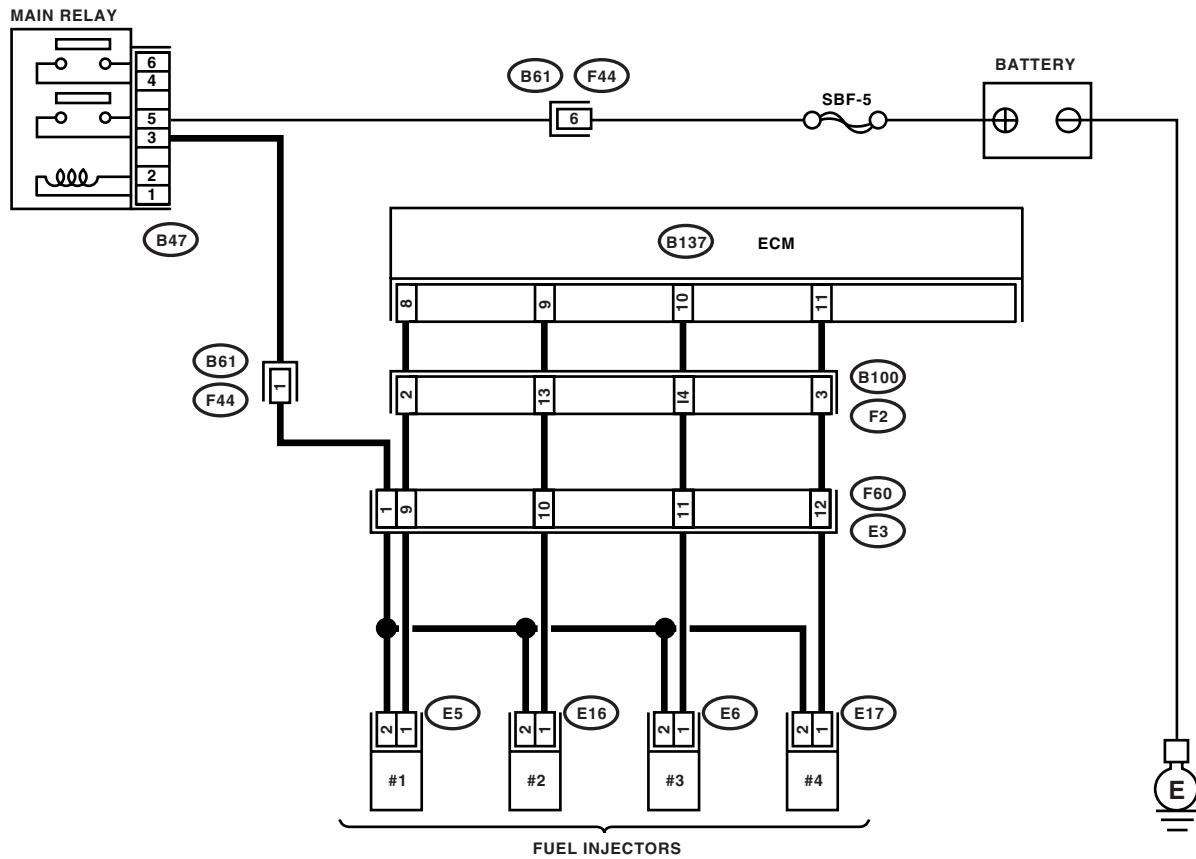 MAIN RELAY
6
4
5
3
2
1
B47
B61 F44
6
SBF-5
BATTERY
B137 ECM
8 9 10 11
B61
F44
1
2 13 I4 3
B100
F2
1 9 10 11 12
F60
E3
2 1 E5
2 1 E16
2 1 E6
2 1 E17
#1 #2 #3 #4
E
FUEL INJECTORS